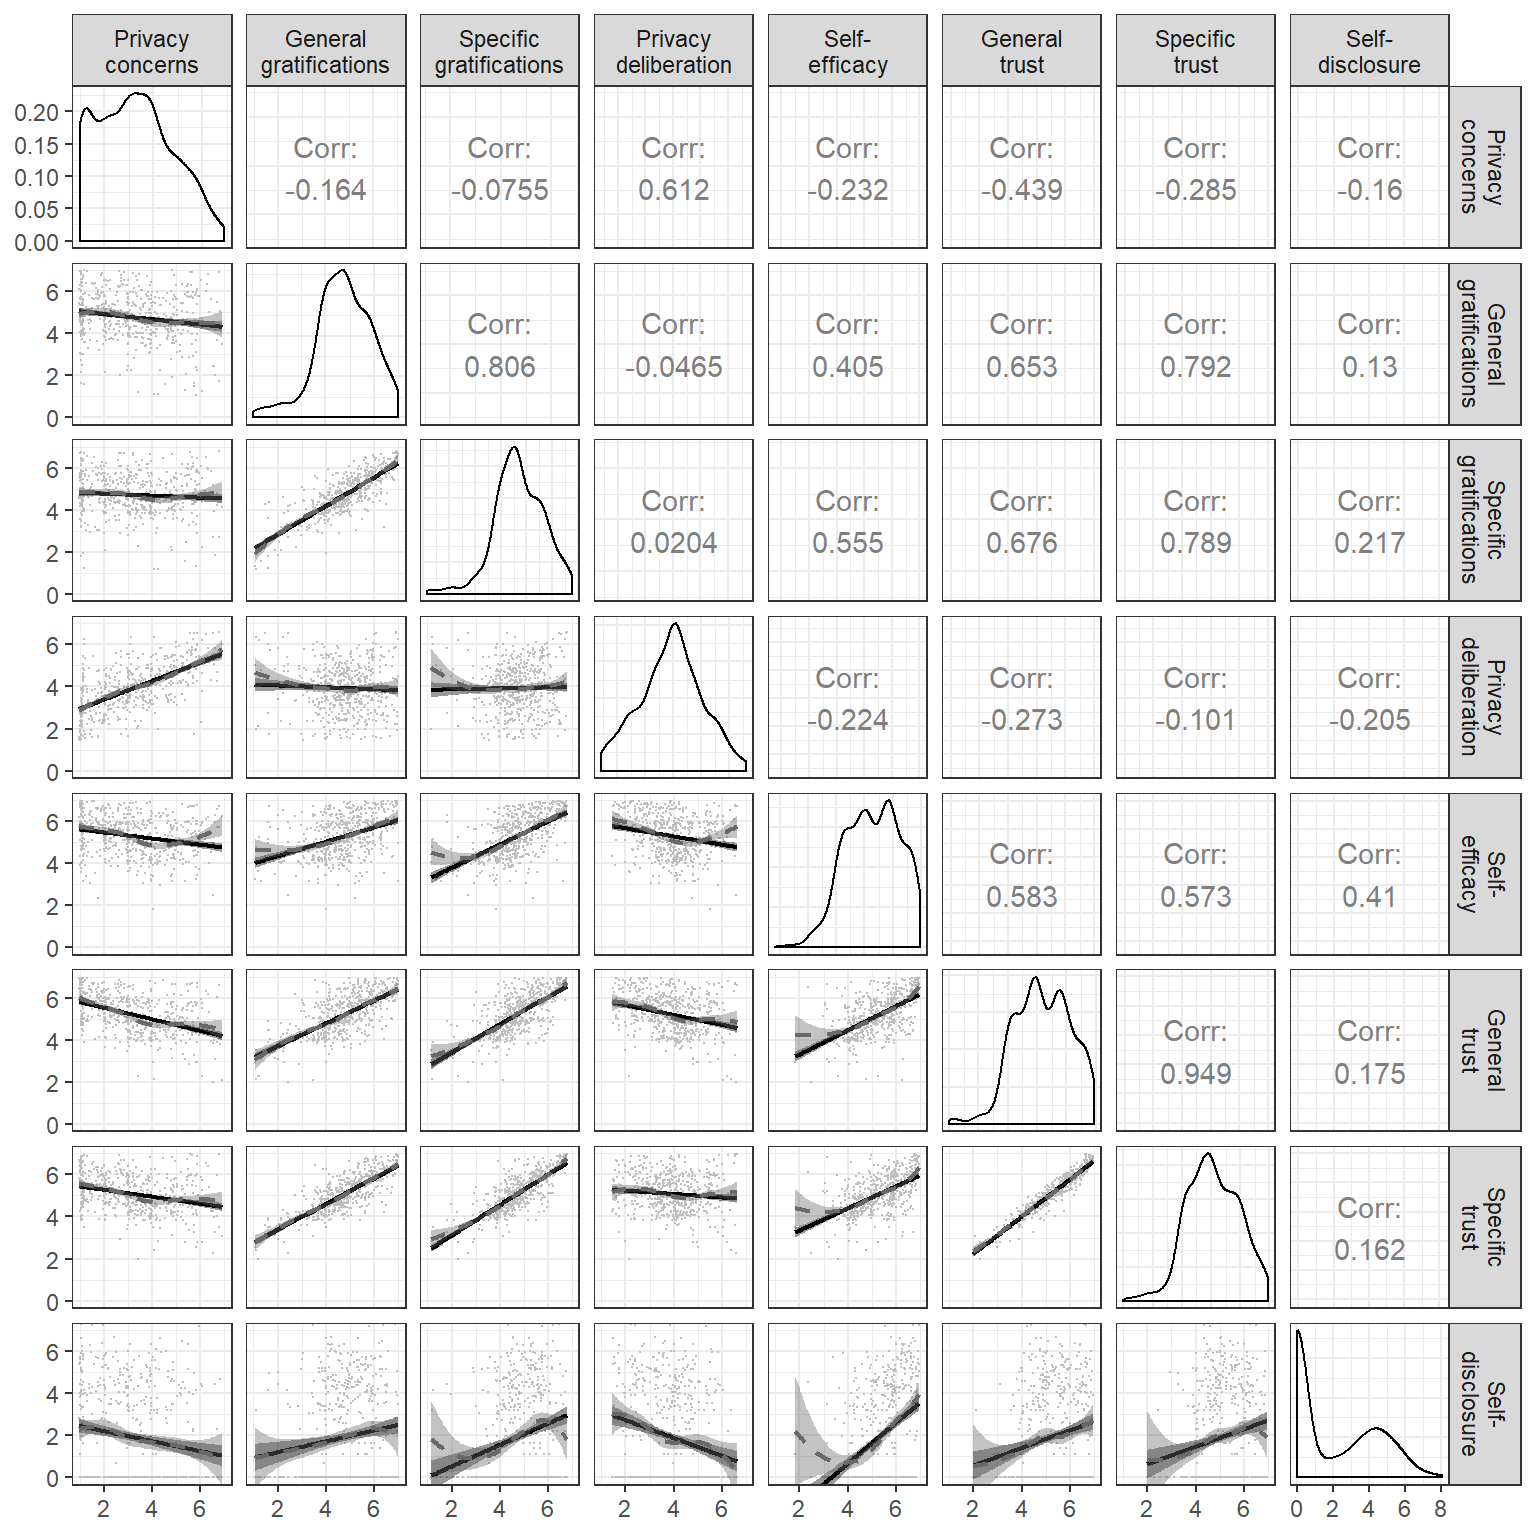 Privacy
concerns
General
gratifications
Specific
gratifications
Privacy
deliberation
Self-
efficacy
General
trust
Specific
trust
Self-
disclosure
0.20
0.15
0.10
0.05
0.00
Corr:
-0.164
Corr:
-0.0755
Corr:
0.612
Corr:
-0.232
Corr:
-0.439
Corr:
-0.285
Corr:
-0.16
Privacy
concerns
6
4
2
0
Corr:
0.806
Corr:
-0.0465
Corr:
0.405
Corr:
0.653
Corr:
0.792
Corr:
0.13
General
gratifications
6
4
2
0
Corr:
0.0204
Corr:
0.555
Corr:
0.676
Corr:
0.789
Corr:
0.217
Specific
gratifications
6
4
2
0
Corr:
-0.224
Corr:
-0.273
Corr:
-0.101
Corr:
-0.205
Privacy
deliberation
6
4
2
0
Corr:
0.583
Corr:
0.573
Corr:
0.41
Self-
efficacy
6
4
2
0
Corr:
0.949
Corr:
0.175
General
trust
6
4
2
0
Corr:
0.162
Specific
trust
6
4
2
0
Self-
disclosure
2 4 6
2 4 6
2 4 6
2 4 6
2 4 6
2 4 6
2 4 6
0 2 4 6 8